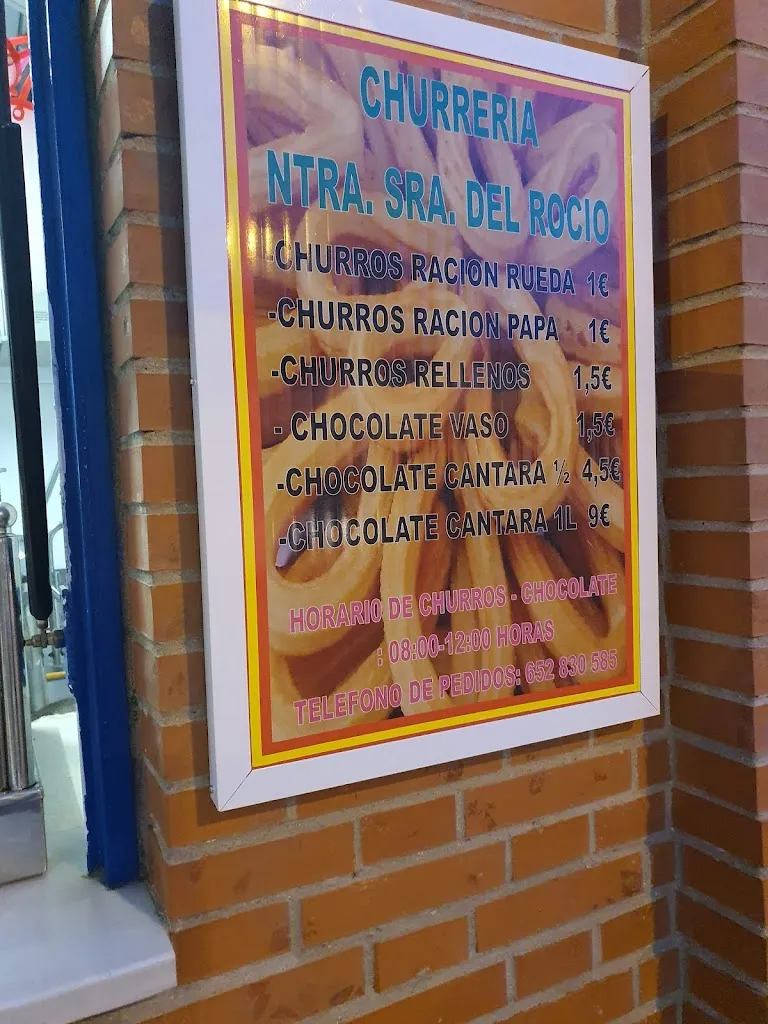 CHURRERIA
NTRA. SRA. DEL ROCIO
-CHURROS RACION RUEDA 1€
-CHURROS RACION PAPA 1€
-CHURROS RELLENOS 1,5€
- CHOCOLATE VASO 1,5€
-CHOCOLATE CANTARA ½ 4,5€
-CHOCOLATE CANTARA 1L 9€
HORARIO DE CHURROS - CHOCOLATE
: 08:00-12:00 HORAS
TELEFONO DE PEDIDOS: 652 830 585